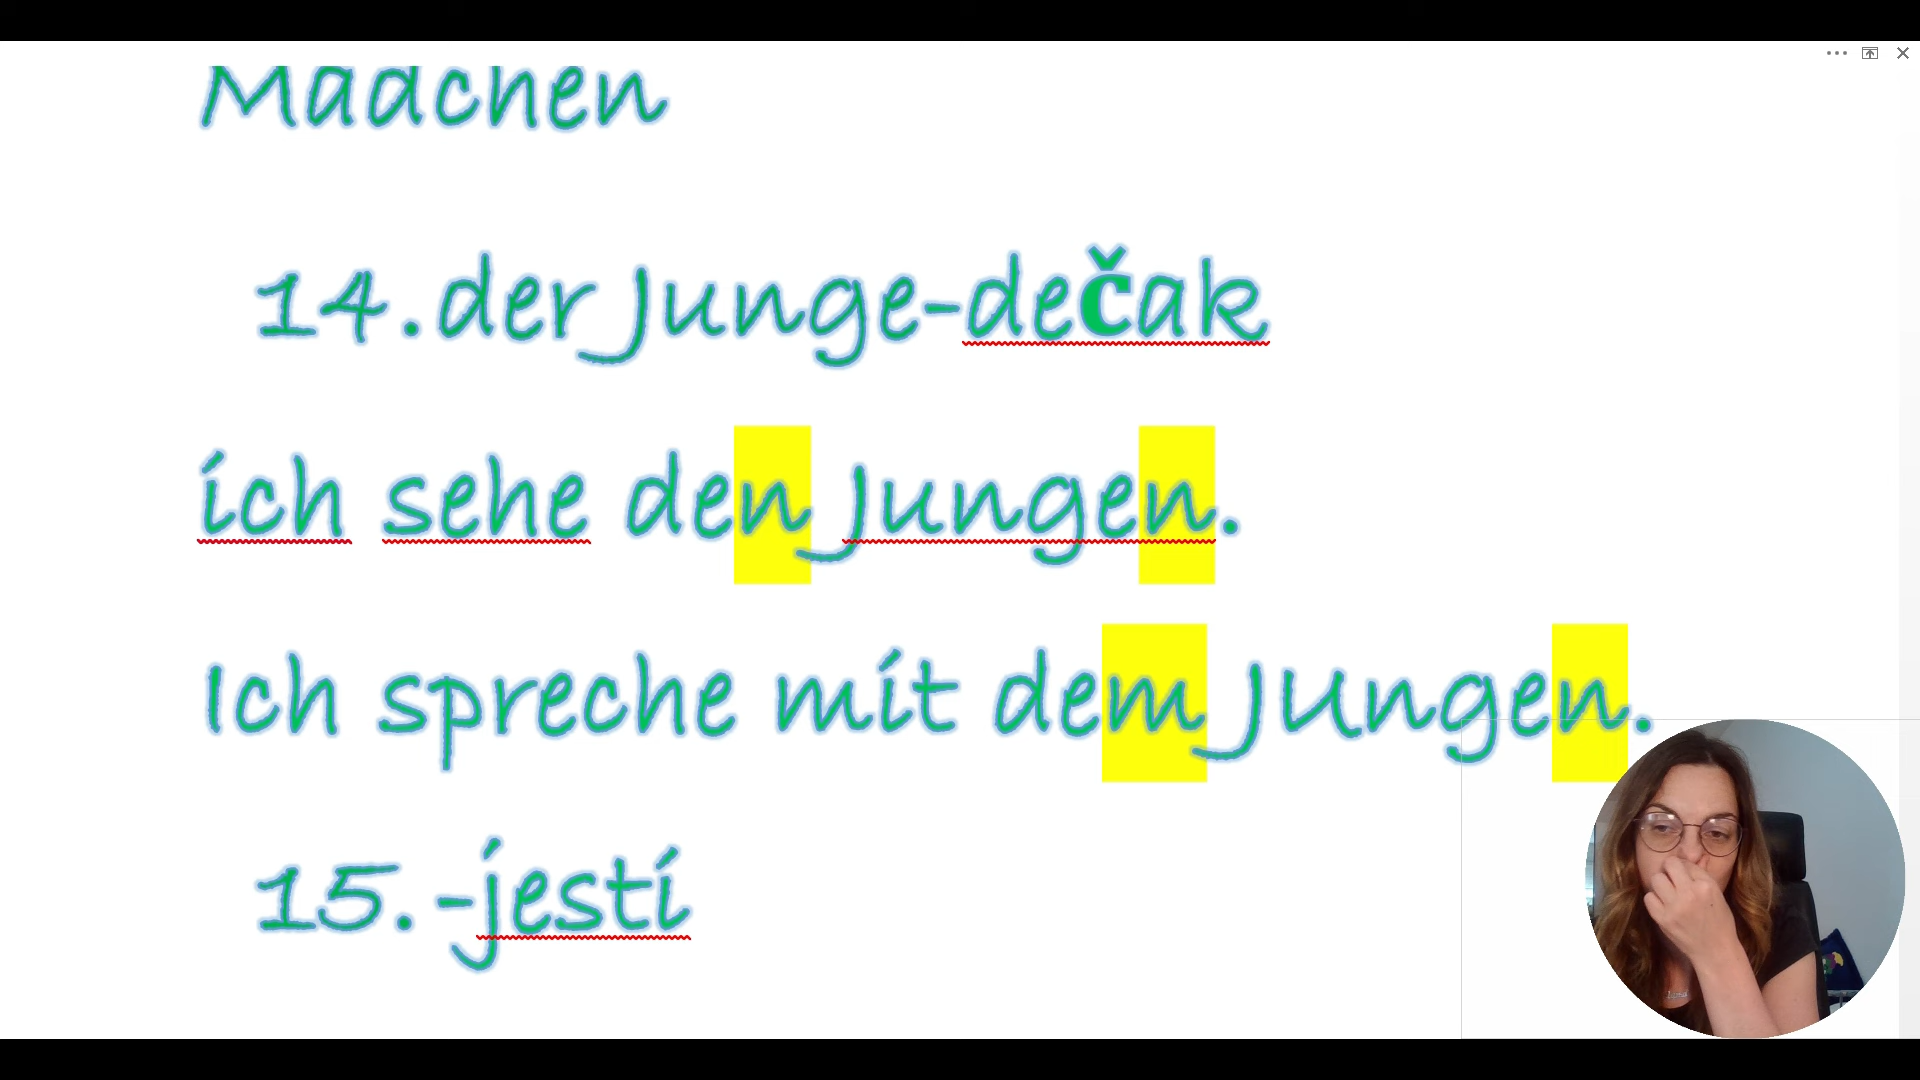 Mädchen
14.der Junge-dečak
ich sehe den Jungen.
Ich spreche mit dem JUngen.
15.-jesti